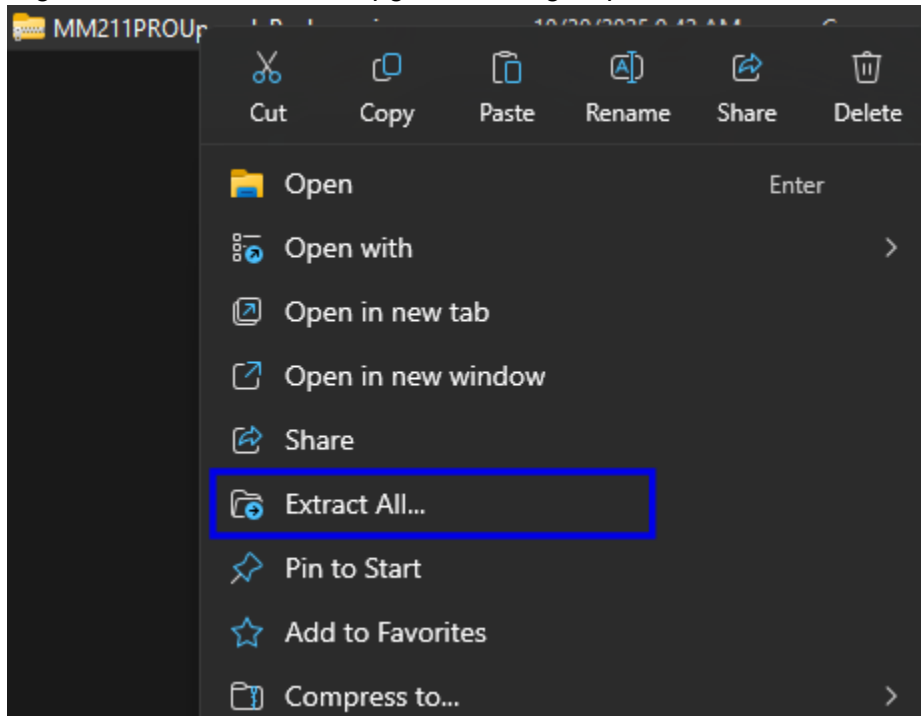 MM211PROUp
Cut Copy Paste Rename Share Delete
Open Enter
Open with
Open in new tab
Open in new window
Share
Extract All...
Pin to Start
Add to Favorites
Compress to...